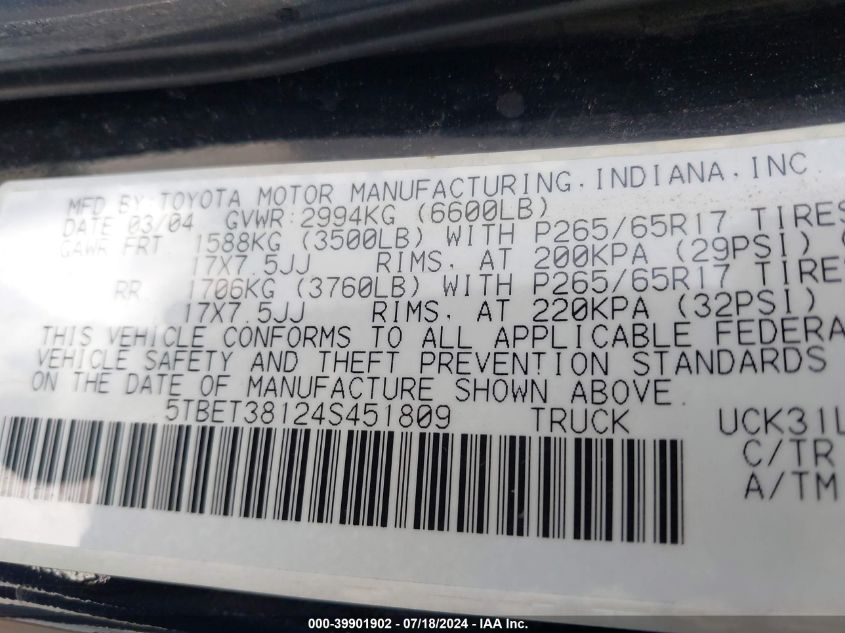 MFD BY TOYOTA MOTOR MANUFACTURING, INDIANA, INC
DATE 03/04 GVWR:2994KG (6600LB)
GAWR FRT 1588KG (3500LB) WITH P265/65R17 TIRES
17X7.5JJ RIMS, AT 200KPA (29PSI) (
RR 1706KG (3760LB) WITH P265/65R17 TIRE
17X7.5JJ RIMS, AT 220KPA (32PSI)
THIS VEHICLE CONFORMS TO ALL APPLICABLE FEDERA
VEHICLE SAFETY AND THEFT PREVENTION STANDARDS
ON THE DATE OF MANUFACTURE SHOWN ABOVE.
5TBET38124S451809 TRUCK UCK31L
C/TR
A/TM
000-39901902 - 07/18/2024 - IAA Inc.